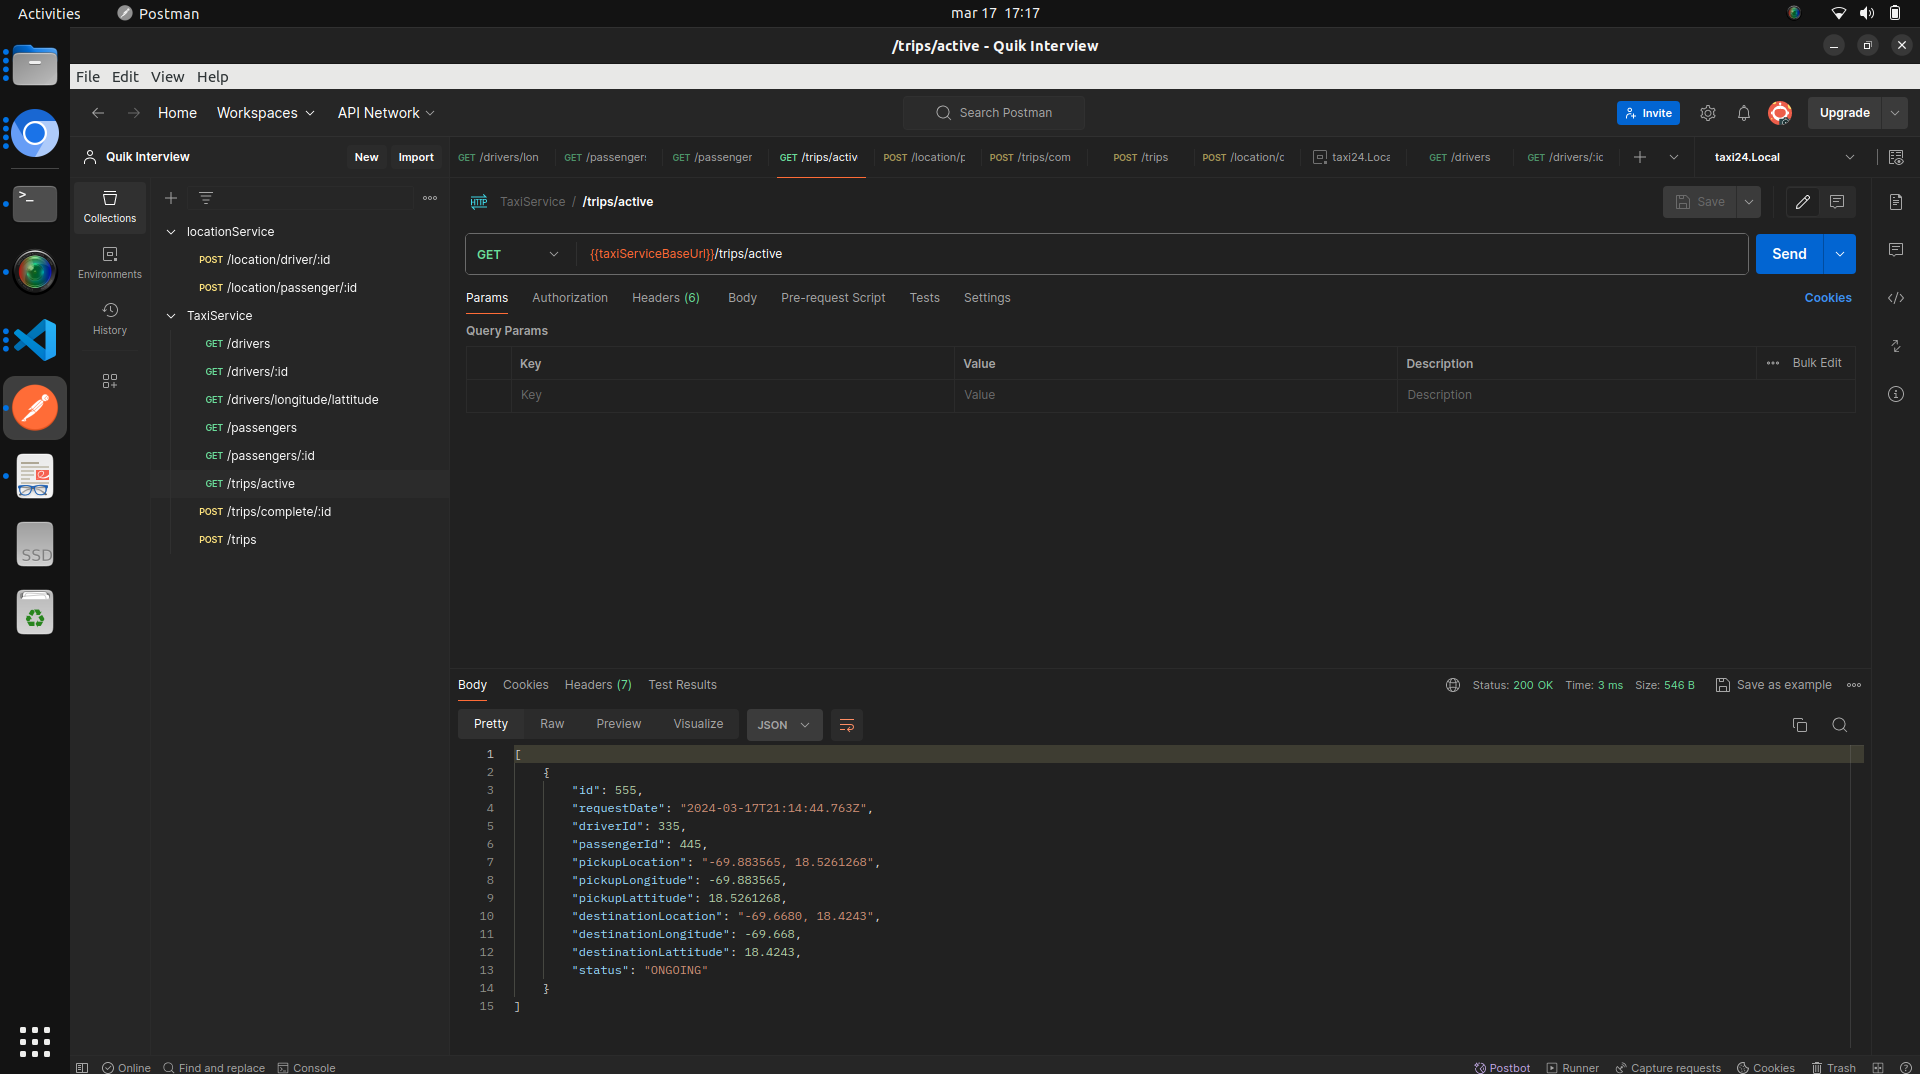 Activities
Postman
mar 17 17:17
/trips/active - Quik Interview
File Edit View Help
Home Workspaces API Network
Search Postman
Invite
Upgrade
Quik Interview
New Import
GET /drivers/lon
GET /passengers
GET /passenger
GET /trips/activ
POST /location/p
POST /trips/com
POST /trips
POST /location/c
taxi24.Loca
GET /drivers
GET /drivers/:ic
taxi24.Local
Collections
Environments
History
locationService
POST /location/driver/:id
POST /location/passenger/:id
TaxiService
GET /drivers
GET /drivers/:id
GET /drivers/longitude/lattitude
GET /passengers
GET /passengers/:id
GET /trips/active
POST /trips/complete/:id
POST /trips
HTTP TaxiService / /trips/active
Save
GET {{taxiServiceBaseUrl}}/trips/active
Send
Params Authorization Headers (6) Body Pre-request Script Tests Settings
Cookies
Query Params
Key Value Description
Bulk Edit
Key Value Description
Body Cookies Headers (7) Test Results
Status: 200 OK Time: 3 ms Size: 546 B
Save as example
Pretty Raw Preview Visualize JSON
1 [
2 {
3 "id": 555,
4 "requestDate": "2024-03-17T21:14:44.763Z",
5 "driverId": 335,
6 "passengerId": 445,
7 "pickupLocation": "-69.883565, 18.5261268",
8 "pickupLongitude": -69.883565,
9 "pickupLattitude": 18.5261268,
10 "destinationLocation": "-69.6680, 18.4243",
11 "destinationLongitude": -69.668,
12 "destinationLattitude": 18.4243,
13 "status": "ONGOING"
14 }
15 ]
SSD
Online Find and replace Console
Postbot Runner Capture requests Cookies Trash